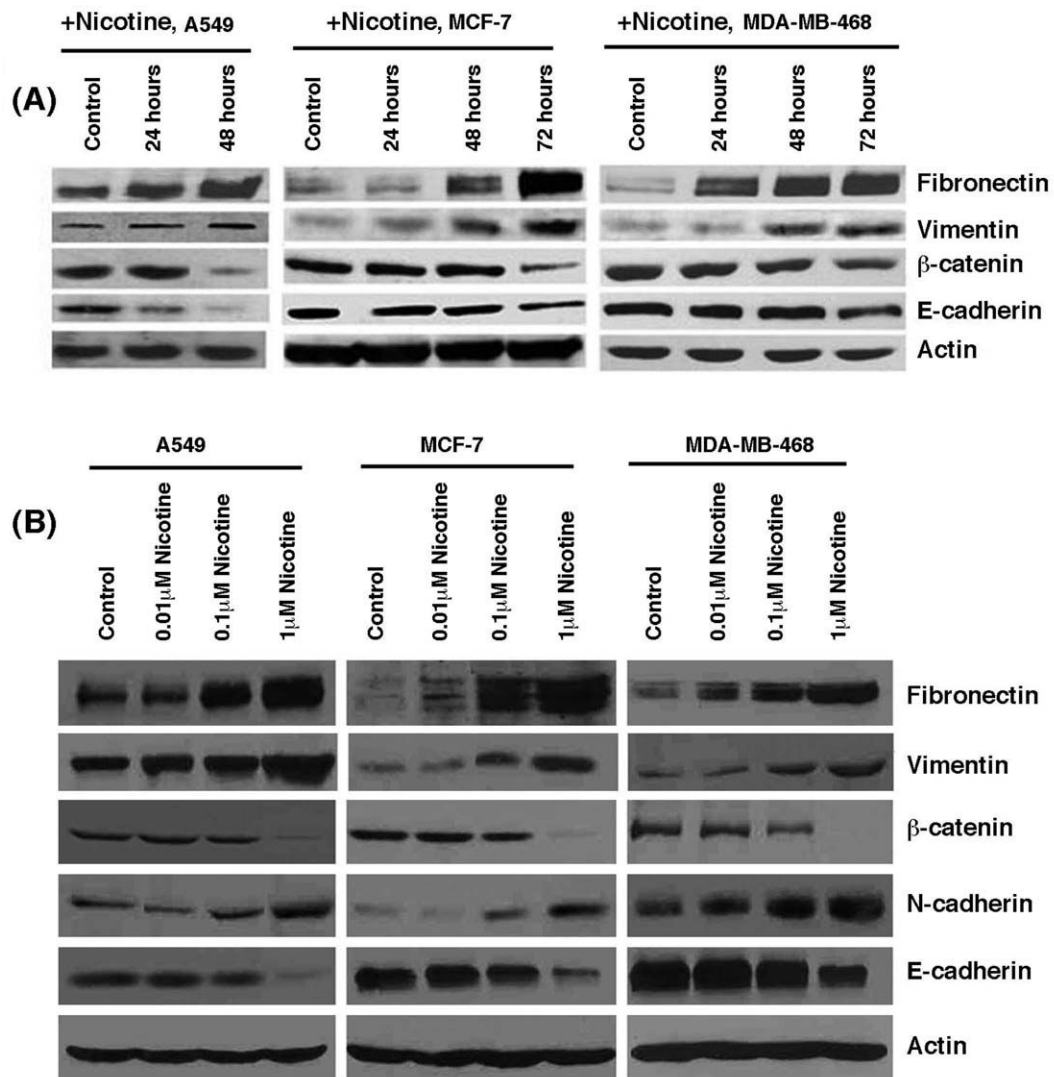 +Nicotine, A549 +Nicotine, MCF-7 +Nicotine, MDA-MB-468
(A)
Control 24 hours 48 hours Control 24 hours 48 hours 72 hours Control 24 hours 48 hours 72 hours
Fibronectin
Vimentin
β-catenin
E-cadherin
Actin
A549 MCF-7 MDA-MB-468
(B)
Control 0.01μM Nicotine 0.1μM Nicotine 1μM Nicotine Control 0.01μM Nicotine 0.1μM Nicotine 1μM Nicotine Control 0.01μM Nicotine 0.1μM Nicotine 1μM Nicotine
Fibronectin
Vimentin
β-catenin
N-cadherin
E-cadherin
Actin